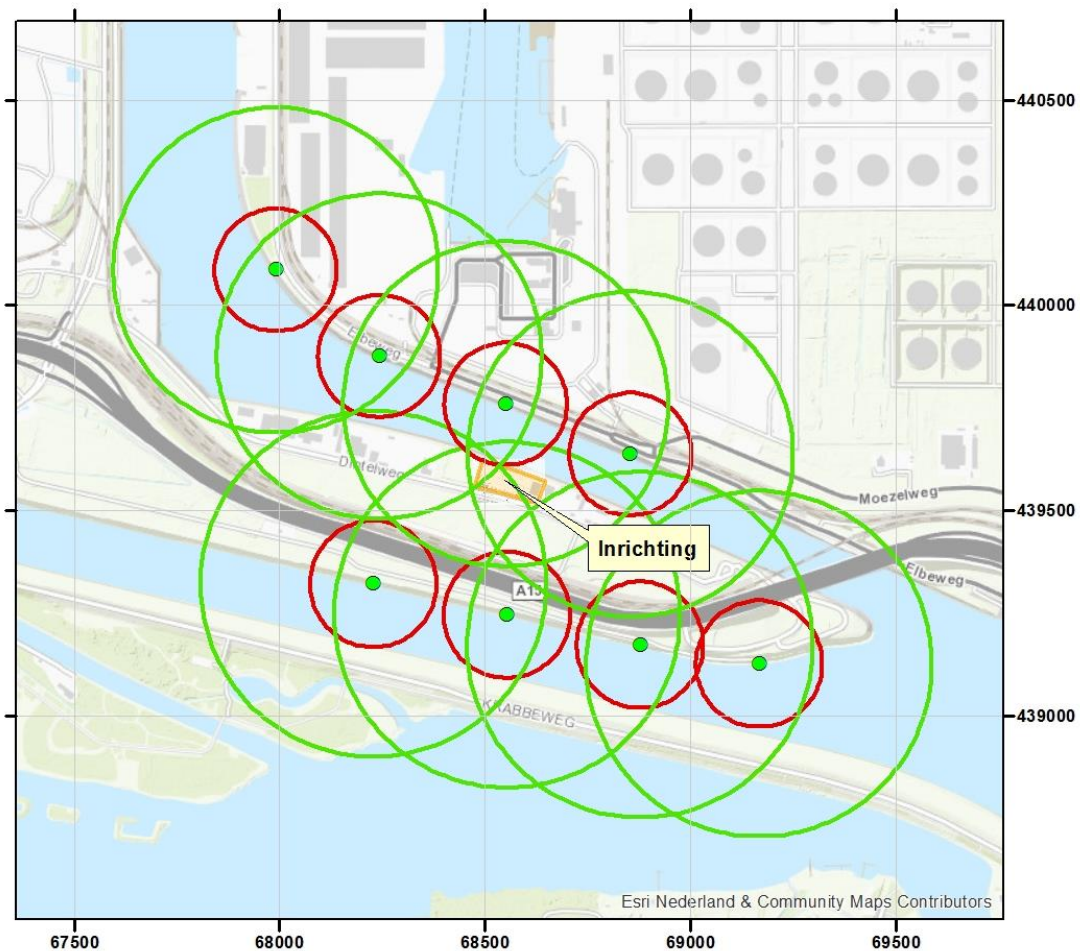 440500
440000
Elbeweg
Dintelweg
Moezelweg
439500
Inrichting
Elbeweg
A15
KRABBEWEG
439000
Esri Nederland & Community Maps Contributors
67500 68000 68500 69000 69500